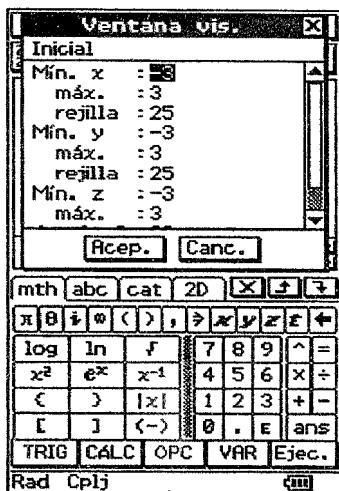 Ventana vis.
Inicial
Mín. x :-3
máx. :3
rejilla :25
Mín. y :-3
máx. :3
rejilla :25
Mín. z :-3
máx. :3
Acep. Canc.
mth abc cat 2D
π θ i ∞ ( ) , ⇒ x y z t ←
log ln √ 7 8 9 ^ =
x² eˣ x⁻¹ 4 5 6 × ÷
( ) |x| 1 2 3 + −
[ ] (−) 0 . E ans
TRIG CALC OPC VAR Ejec.
Rad Cplj